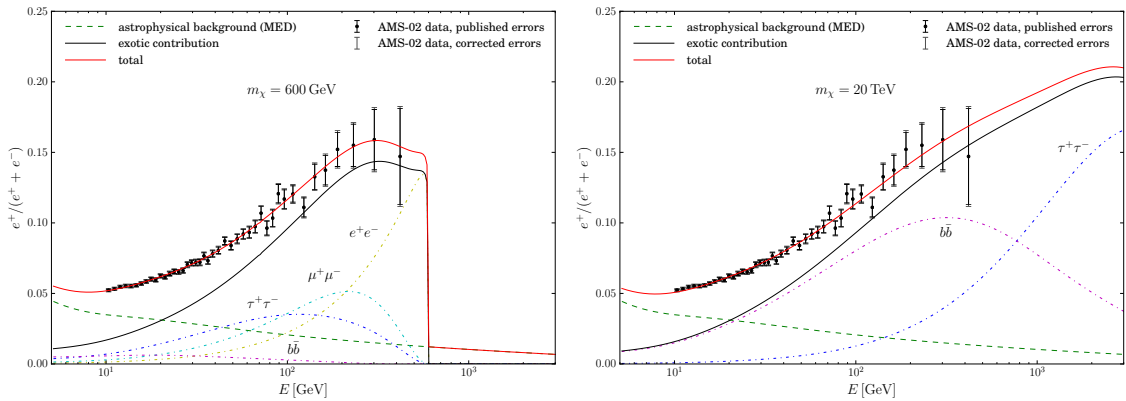 astrophysical background (MED)
exotic contribution
total
AMS-02 data, published errors
AMS-02 data, corrected errors
m_χ = 600 GeV
e⁺e⁻
μ⁺μ⁻
τ⁺τ⁻
bb̄
0.00
0.05
0.10
0.15
0.20
0.25
e⁺/(e⁺ + e⁻)
10¹
10²
10³
E [GeV]
astrophysical background (MED)
exotic contribution
total
AMS-02 data, published errors
AMS-02 data, corrected errors
m_χ = 20 TeV
τ⁺τ⁻
bb̄
0.00
0.05
0.10
0.15
0.20
0.25
e⁺/(e⁺ + e⁻)
10¹
10²
10³
E [GeV]